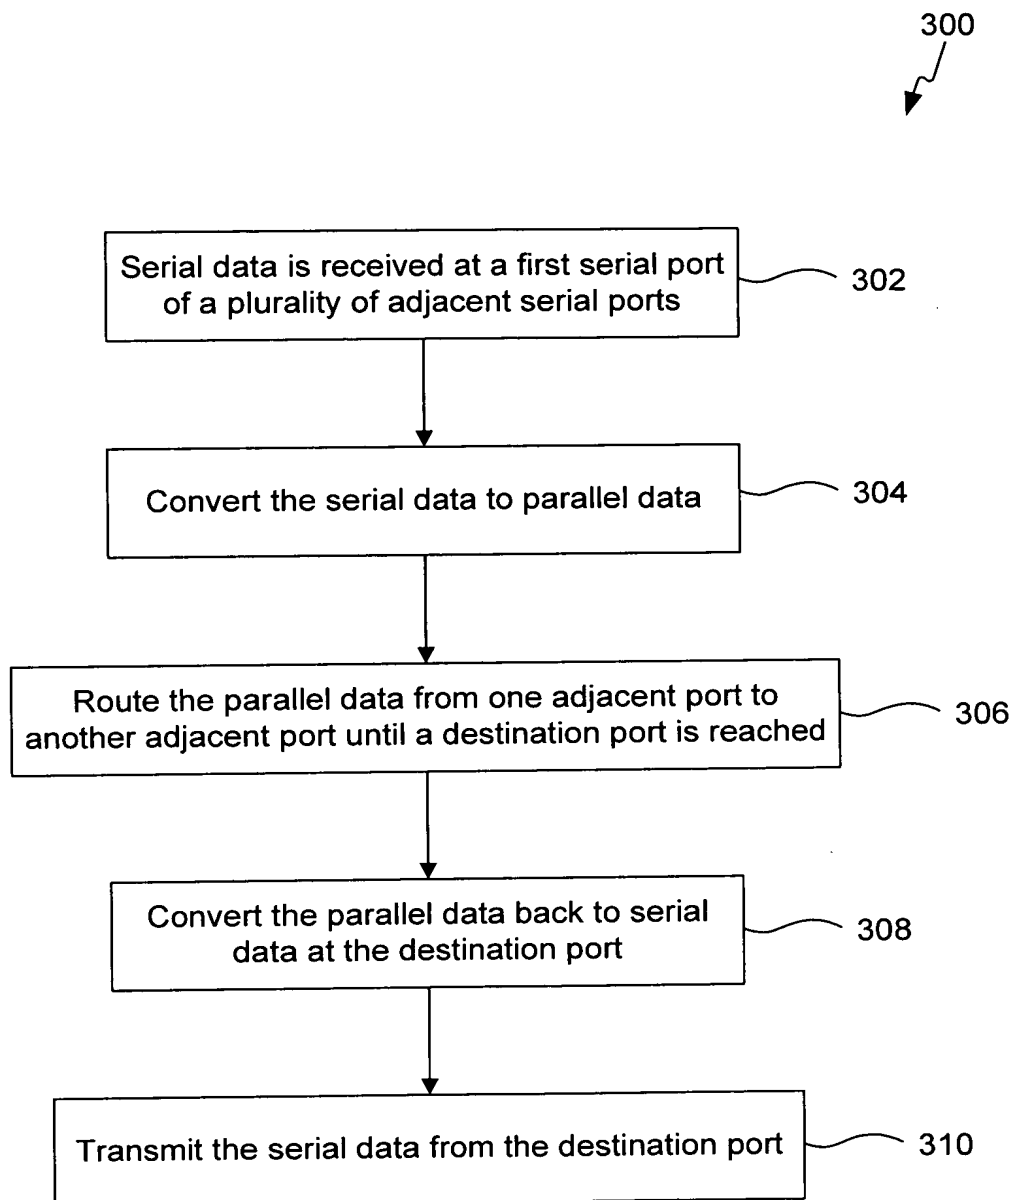 300
Serial data is received at a first serial port
of a plurality of adjacent serial ports
302
Convert the serial data to parallel data
304
Route the parallel data from one adjacent port to
another adjacent port until a destination port is reached
306
Convert the parallel data back to serial
data at the destination port
308
Transmit the serial data from the destination port
310